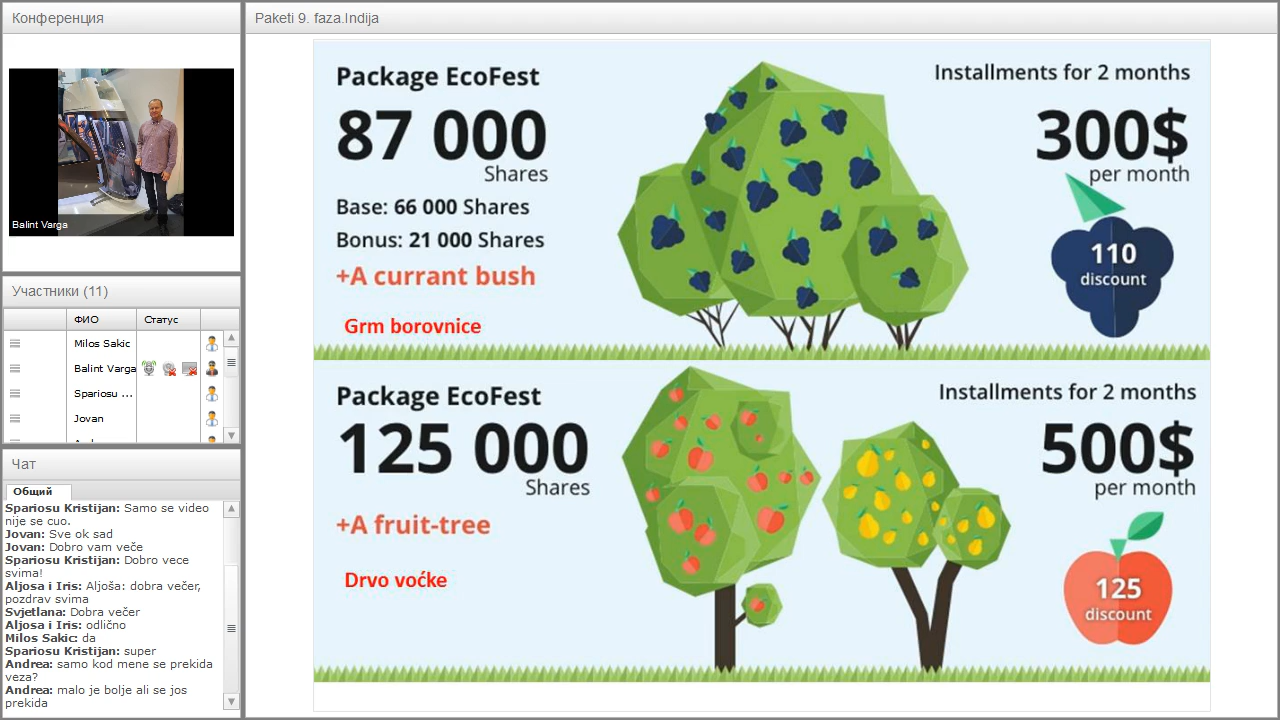 Конференция
Balint Varga
Участники (11)
ФИО
Статус
Milos Sakic
Balint Varga
Spariosu ...
Jovan
Чат
Общий
Spariosu Kristijan: Samo se video
nije se cuo.
Jovan: Sve ok sad
Jovan: Dobro vam veče
Spariosu Kristijan: Dobro vece
svima!
Aljosa i Iris: Aljoša: dobra večer,
pozdrav svima
Svjetlana: Dobra večer
Aljosa i Iris: odlično
Milos Sakic: da
Spariosu Kristijan: super
Andrea: samo kod mene se prekida
veza?
Andrea: malo je bolje ali se jos
prekida
Paketi 9. faza.Indija
Package EcoFest
87 000
Shares
Base: 66 000 Shares
Bonus: 21 000 Shares
+A currant bush
Grm borovnice
Installments for 2 months
300$
per month
110
discount
Package EcoFest
125 000
Shares
+A fruit-tree
Drvo voćke
Installments for 2 months
500$
per month
125
discount